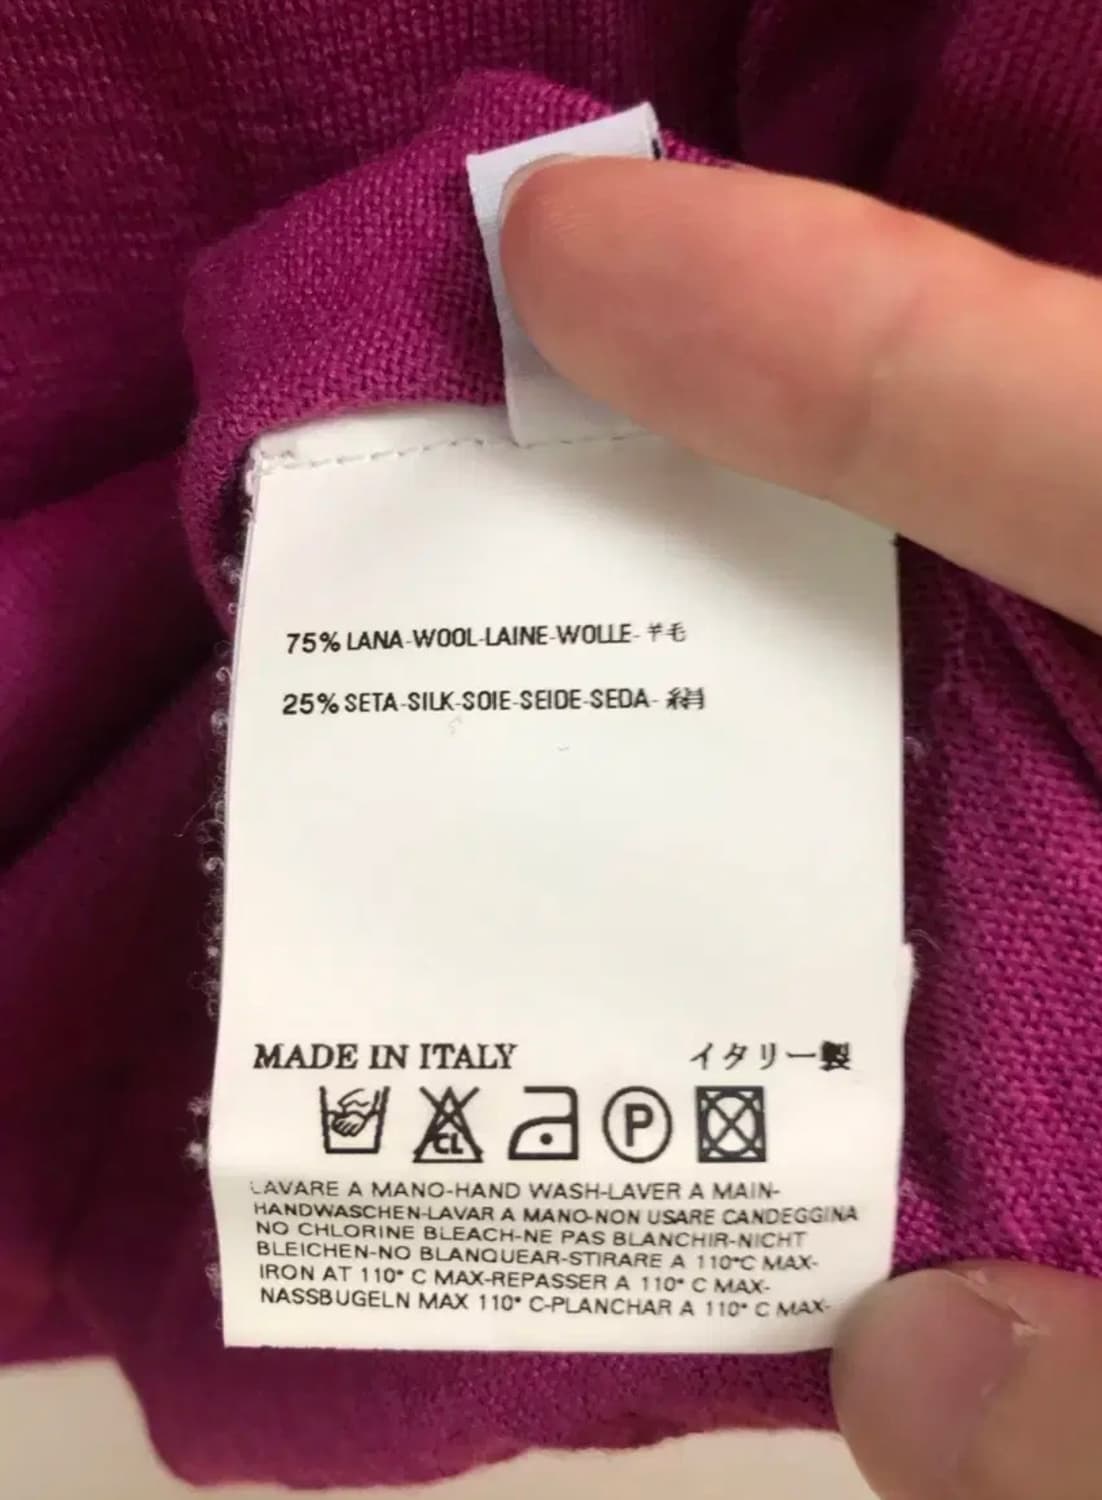 75% LANA-WOOL-LAINE-WOLLE-羊毛
25% SETA-SILK-SOIE-SEIDE-SEDA-絹
MADE IN ITALY イタリー製
CL P
LAVARE A MANO-HAND WASH-LAVER A MAIN-
HANDWASCHEN-LAVAR A MANO-NON USARE CANDEGGINA
NO CHLORINE BLEACH-NE PAS BLANCHIR-NICHT
BLEICHEN-NO BLANQUEAR-STIRARE A 110°C MAX-
IRON AT 110° C MAX-REPASSER A 110° C MAX-
NASSBUGELN MAX 110° C-PLANCHAR A 110° C MAX-